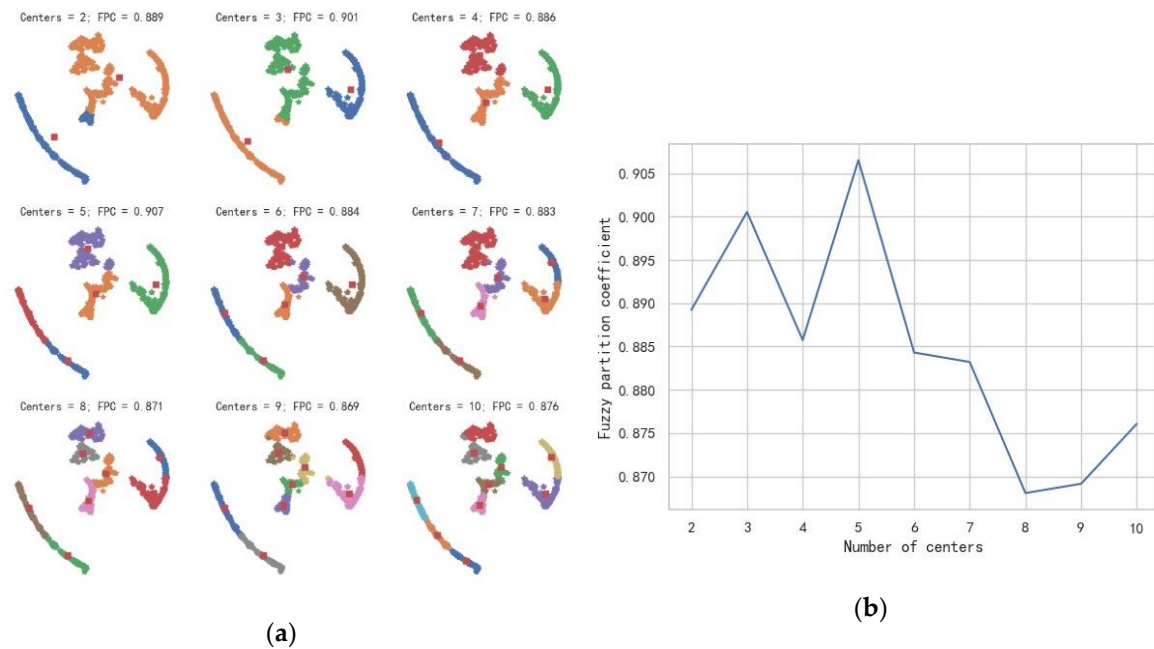 Centers = 2; FPC = 0.889
Centers = 3; FPC = 0.901
Centers = 4; FPC = 0.886
Centers = 5; FPC = 0.907
Centers = 6; FPC = 0.884
Centers = 7; FPC = 0.883
Centers = 8; FPC = 0.871
Centers = 9; FPC = 0.869
Centers = 10; FPC = 0.876
(a)
Fuzzy partition coefficient
0.905
0.900
0.895
0.890
0.885
0.880
0.875
0.870
2 3 4 5 6 7 8 9 10
Number of centers
(b)